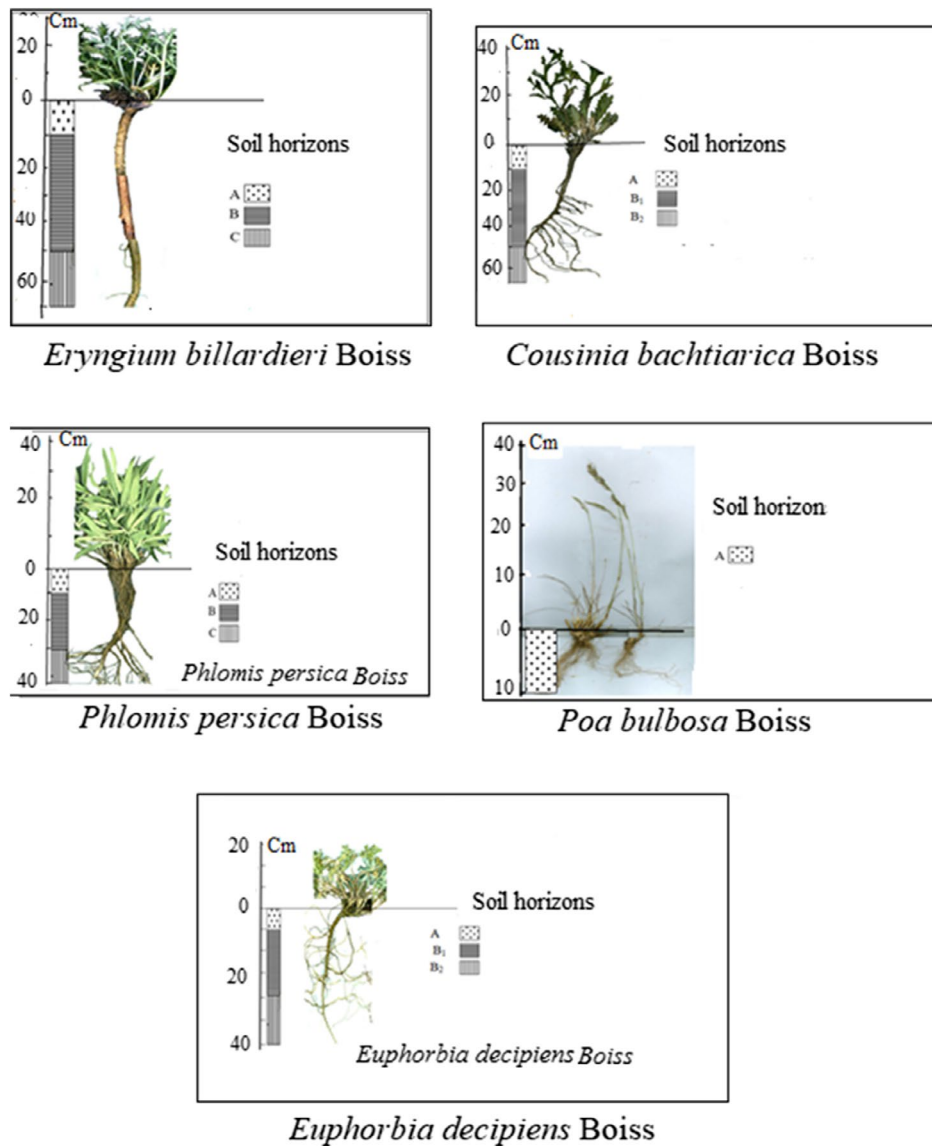 30 Cm
20
0
20
40
60
Soil horizons
A
B
C
Eryngium billardieri Boiss
40 Cm
20
0
20
40
60
Soil horizons
A
B₁
B₂
Cousinia bachtiarica Boiss
40 Cm
20
0
20
40
Soil horizons
A
B
C
Phlomis persica Boiss
Phlomis persica Boiss
40 Cm
30
20
10
0
10
Soil horizon
A
Poa bulbosa Boiss
20 Cm
0
20
40
Soil horizons
A
B₁
B₂
Euphorbia decipiens Boiss
Euphorbia decipiens Boiss